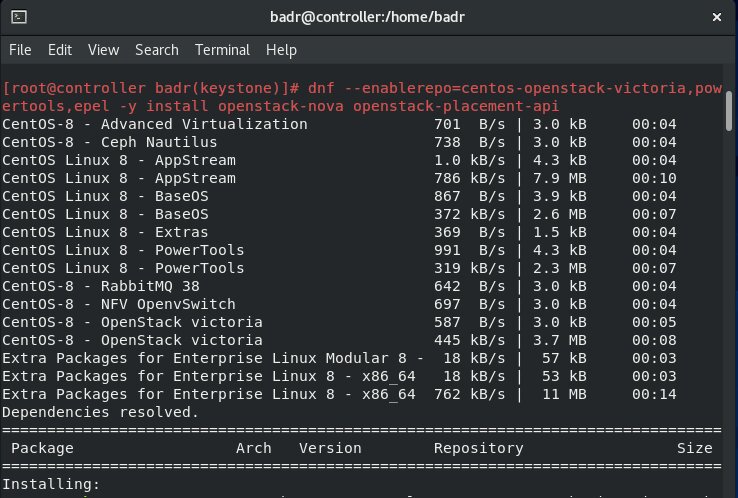 badr@controller:/home/badr
File Edit View Search Terminal Help
[root@controller badr(keystone)]# dnf --enablerepo=centos-openstack-victoria,pow
ertools,epel -y install openstack-nova openstack-placement-api
CentOS-8 - Advanced Virtualization 701 B/s | 3.0 kB 00:04
CentOS-8 - Ceph Nautilus 738 B/s | 3.0 kB 00:04
CentOS Linux 8 - AppStream 1.0 kB/s | 4.3 kB 00:04
CentOS Linux 8 - AppStream 786 kB/s | 7.9 MB 00:10
CentOS Linux 8 - BaseOS 867 B/s | 3.9 kB 00:04
CentOS Linux 8 - BaseOS 372 kB/s | 2.6 MB 00:07
CentOS Linux 8 - Extras 369 B/s | 1.5 kB 00:04
CentOS Linux 8 - PowerTools 991 B/s | 4.3 kB 00:04
CentOS Linux 8 - PowerTools 319 kB/s | 2.3 MB 00:07
CentOS-8 - RabbitMQ 38 642 B/s | 3.0 kB 00:04
CentOS-8 - NFV OpenvSwitch 697 B/s | 3.0 kB 00:04
CentOS-8 - OpenStack victoria 587 B/s | 3.0 kB 00:05
CentOS-8 - OpenStack victoria 445 kB/s | 3.7 MB 00:08
Extra Packages for Enterprise Linux Modular 8 - 18 kB/s | 57 kB 00:03
Extra Packages for Enterprise Linux 8 - x86_64 18 kB/s | 53 kB 00:03
Extra Packages for Enterprise Linux 8 - x86_64 762 kB/s | 11 MB 00:14
Dependencies resolved.
================================================================================
Package Arch Version Repository Size
================================================================================
Installing: